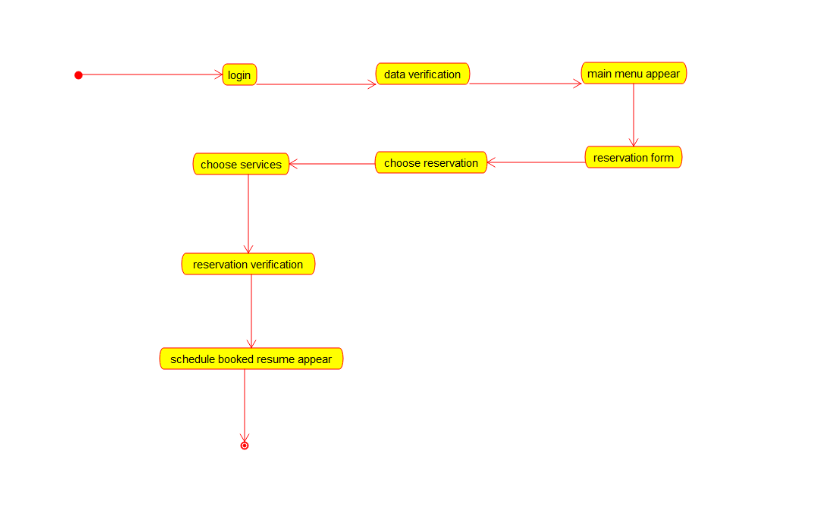 login
data verification
main menu appear
reservation form
choose reservation
choose services
reservation verification
schedule booked resume appear